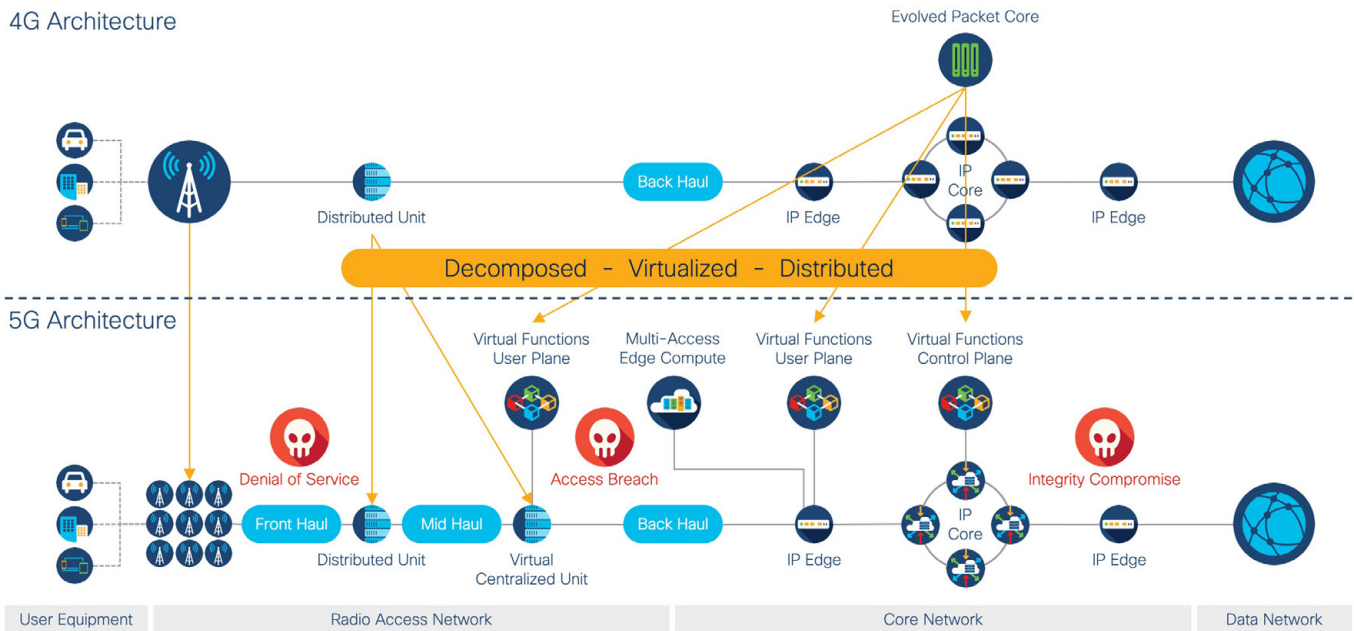 4G Architecture
Evolved Packet Core
Distributed Unit
Back Haul
IP Edge
IP
Core
IP Edge
Decomposed - Virtualized - Distributed
5G Architecture
Virtual Functions
User Plane
Multi-Access
Edge Compute
Virtual Functions
User Plane
Virtual Functions
Control Plane
Denial of Service
Access Breach
Integrity Compromise
Front Haul
Distributed Unit
Mid Haul
Virtual
Centralized Unit
Back Haul
IP Edge
IP
Core
IP Edge
User Equipment
Radio Access Network
Core Network
Data Network